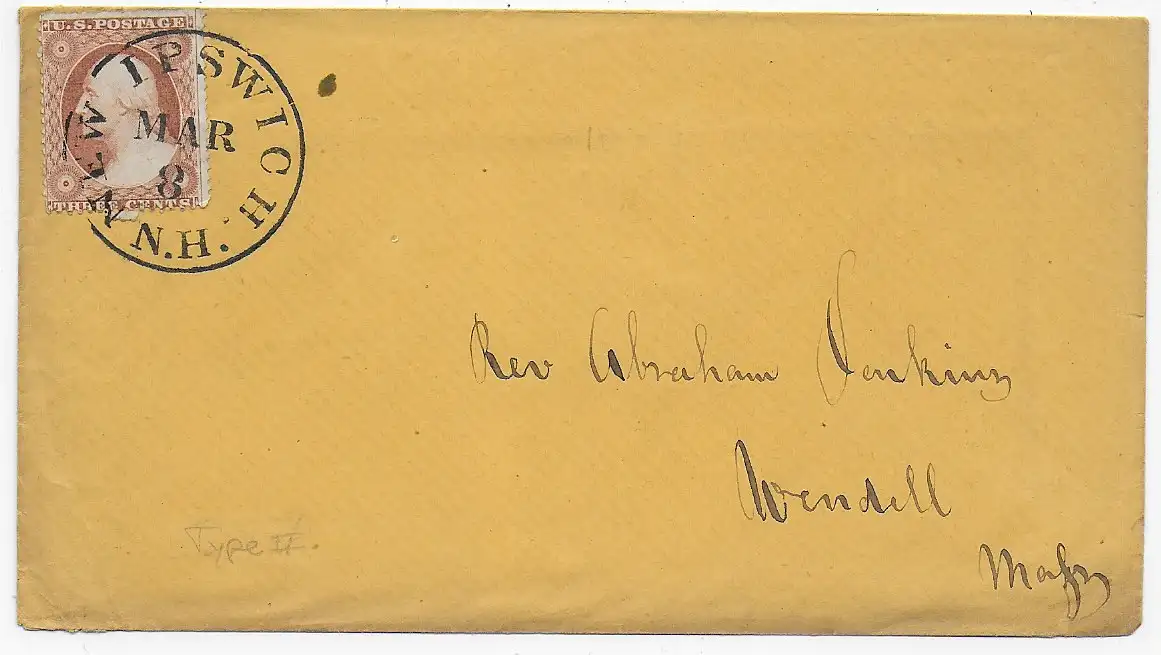 U.S. POSTAGE
THREE CENTS
NEW IPSWICH
MAR
8
N.H.
Rev Abraham Jenkins
Wendell
Mass
Type II.